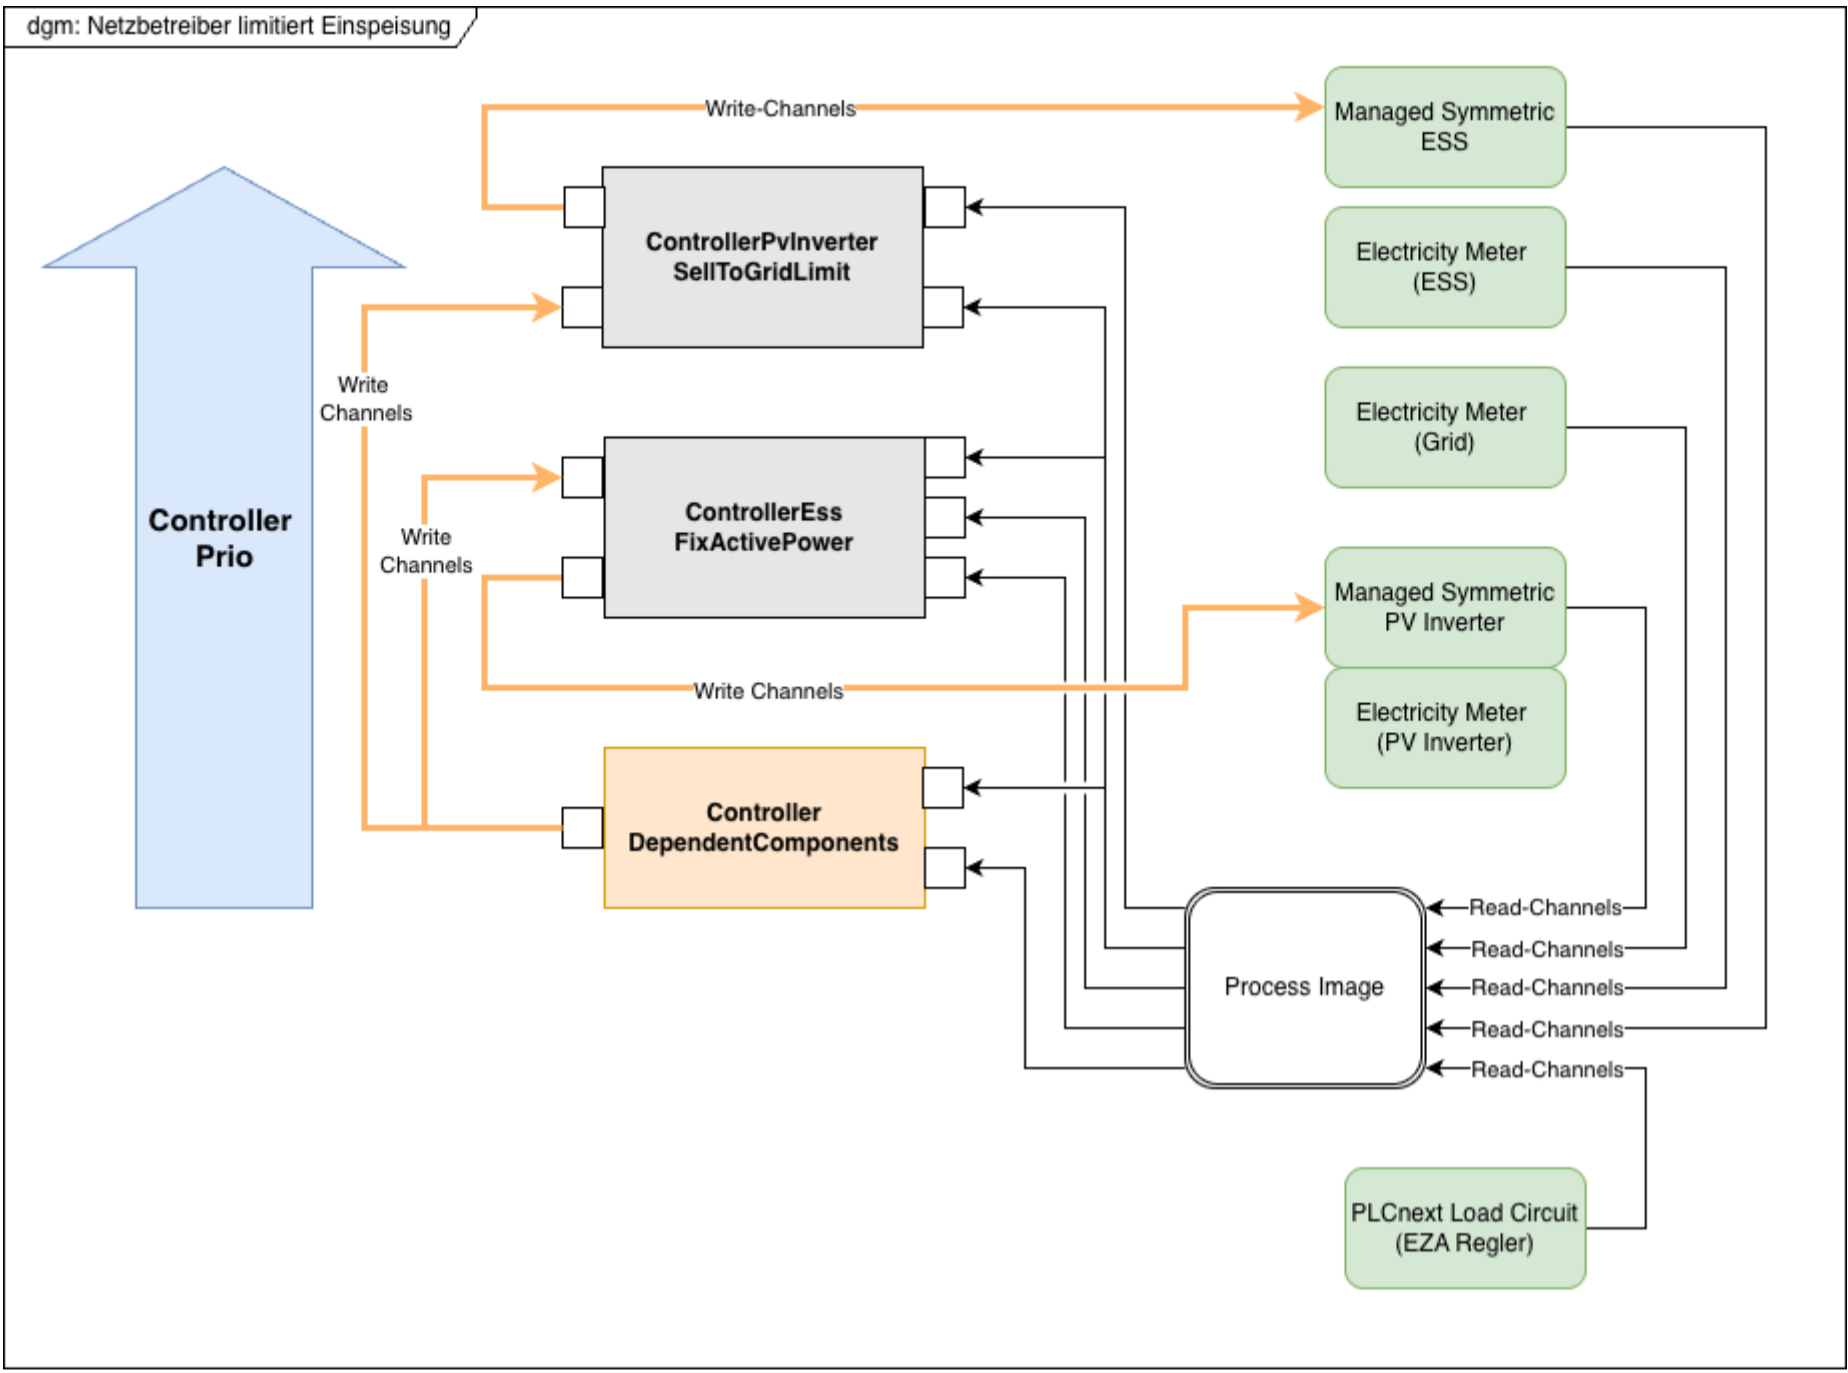 dgm: Netzbetreiber limitiert Einspeisung
Write-Channels
Managed Symmetric
ESS
ControllerPvInverter
SellToGridLimit
Electricity Meter
(ESS)
Write
Channels
Electricity Meter
(Grid)
Controller
Prio
Write
Channels
ControllerEss
FixActivePower
Managed Symmetric
PV Inverter
Write Channels
Electricity Meter
(PV Inverter)
Controller
DependentComponents
Process Image
Read-Channels
Read-Channels
Read-Channels
Read-Channels
Read-Channels
PLCnext Load Circuit
(EZA Regler)